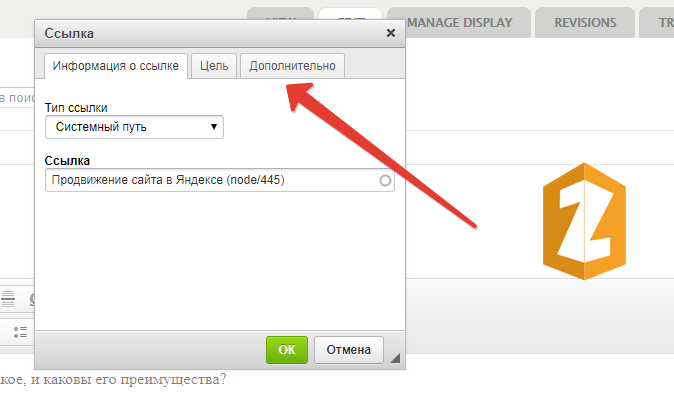 MANAGE DISPLAY
REVISIONS
Ссылка
Информация о ссылке
Цель
Дополнительно
в поис
Тип ссылки
Системный путь
Ссылка
Продвижение сайта в Яндексе (node/445)
ОК
Отмена
кое, и каковы его преимущества?